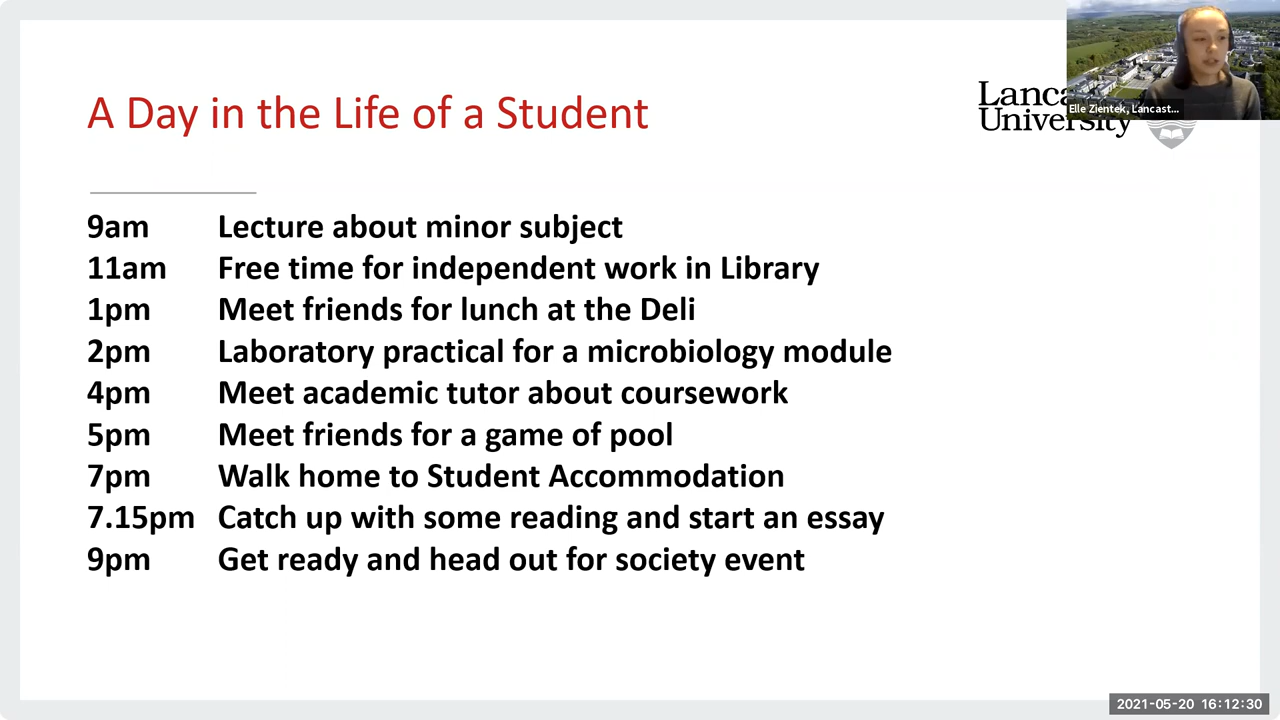 A Day in the Life of a Student
Lanc
University
Elle Zientek, Lancast...
9am Lecture about minor subject
11am Free time for independent work in Library
1pm Meet friends for lunch at the Deli
2pm Laboratory practical for a microbiology module
4pm Meet academic tutor about coursework
5pm Meet friends for a game of pool
7pm Walk home to Student Accommodation
7.15pm Catch up with some reading and start an essay
9pm Get ready and head out for society event
2021-05-20 16:12:30